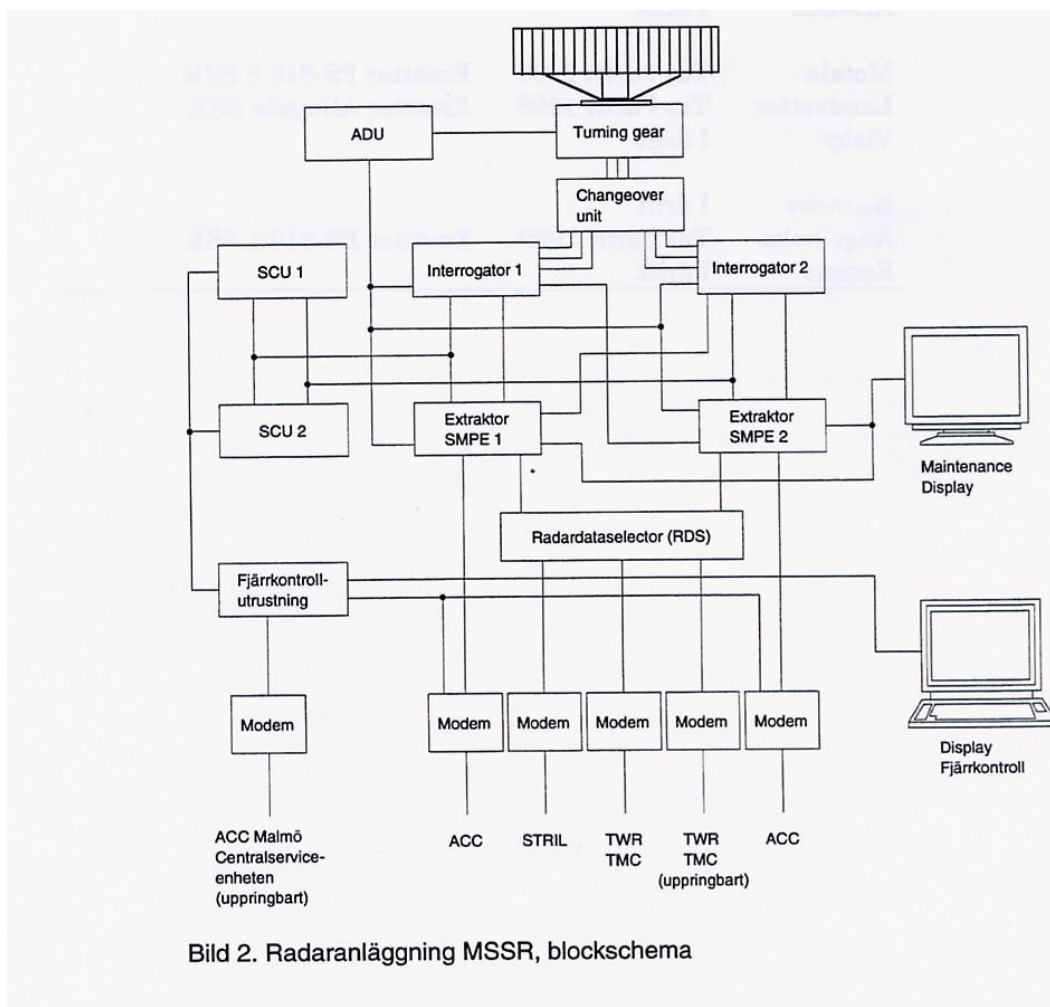 ADU
Turning gear
Changeover
unit
SCU 1
Interrogator 1
Interrogator 2
SCU 2
Extraktor
SMPE 1
Extraktor
SMPE 2
Maintenance
Display
Radardataselector (RDS)
Fjärrkontroll-
utrustning
Modem
Modem
Modem
Modem
Modem
Modem
Display
Fjärrkontroll
ACC Malmö
Centralservice-
enheten
(uppringbart)
ACC
STRIL
TWR
TMC
TWR
TMC
(uppringbart)
ACC
Bild 2. Radaranläggning MSSR, blockschema